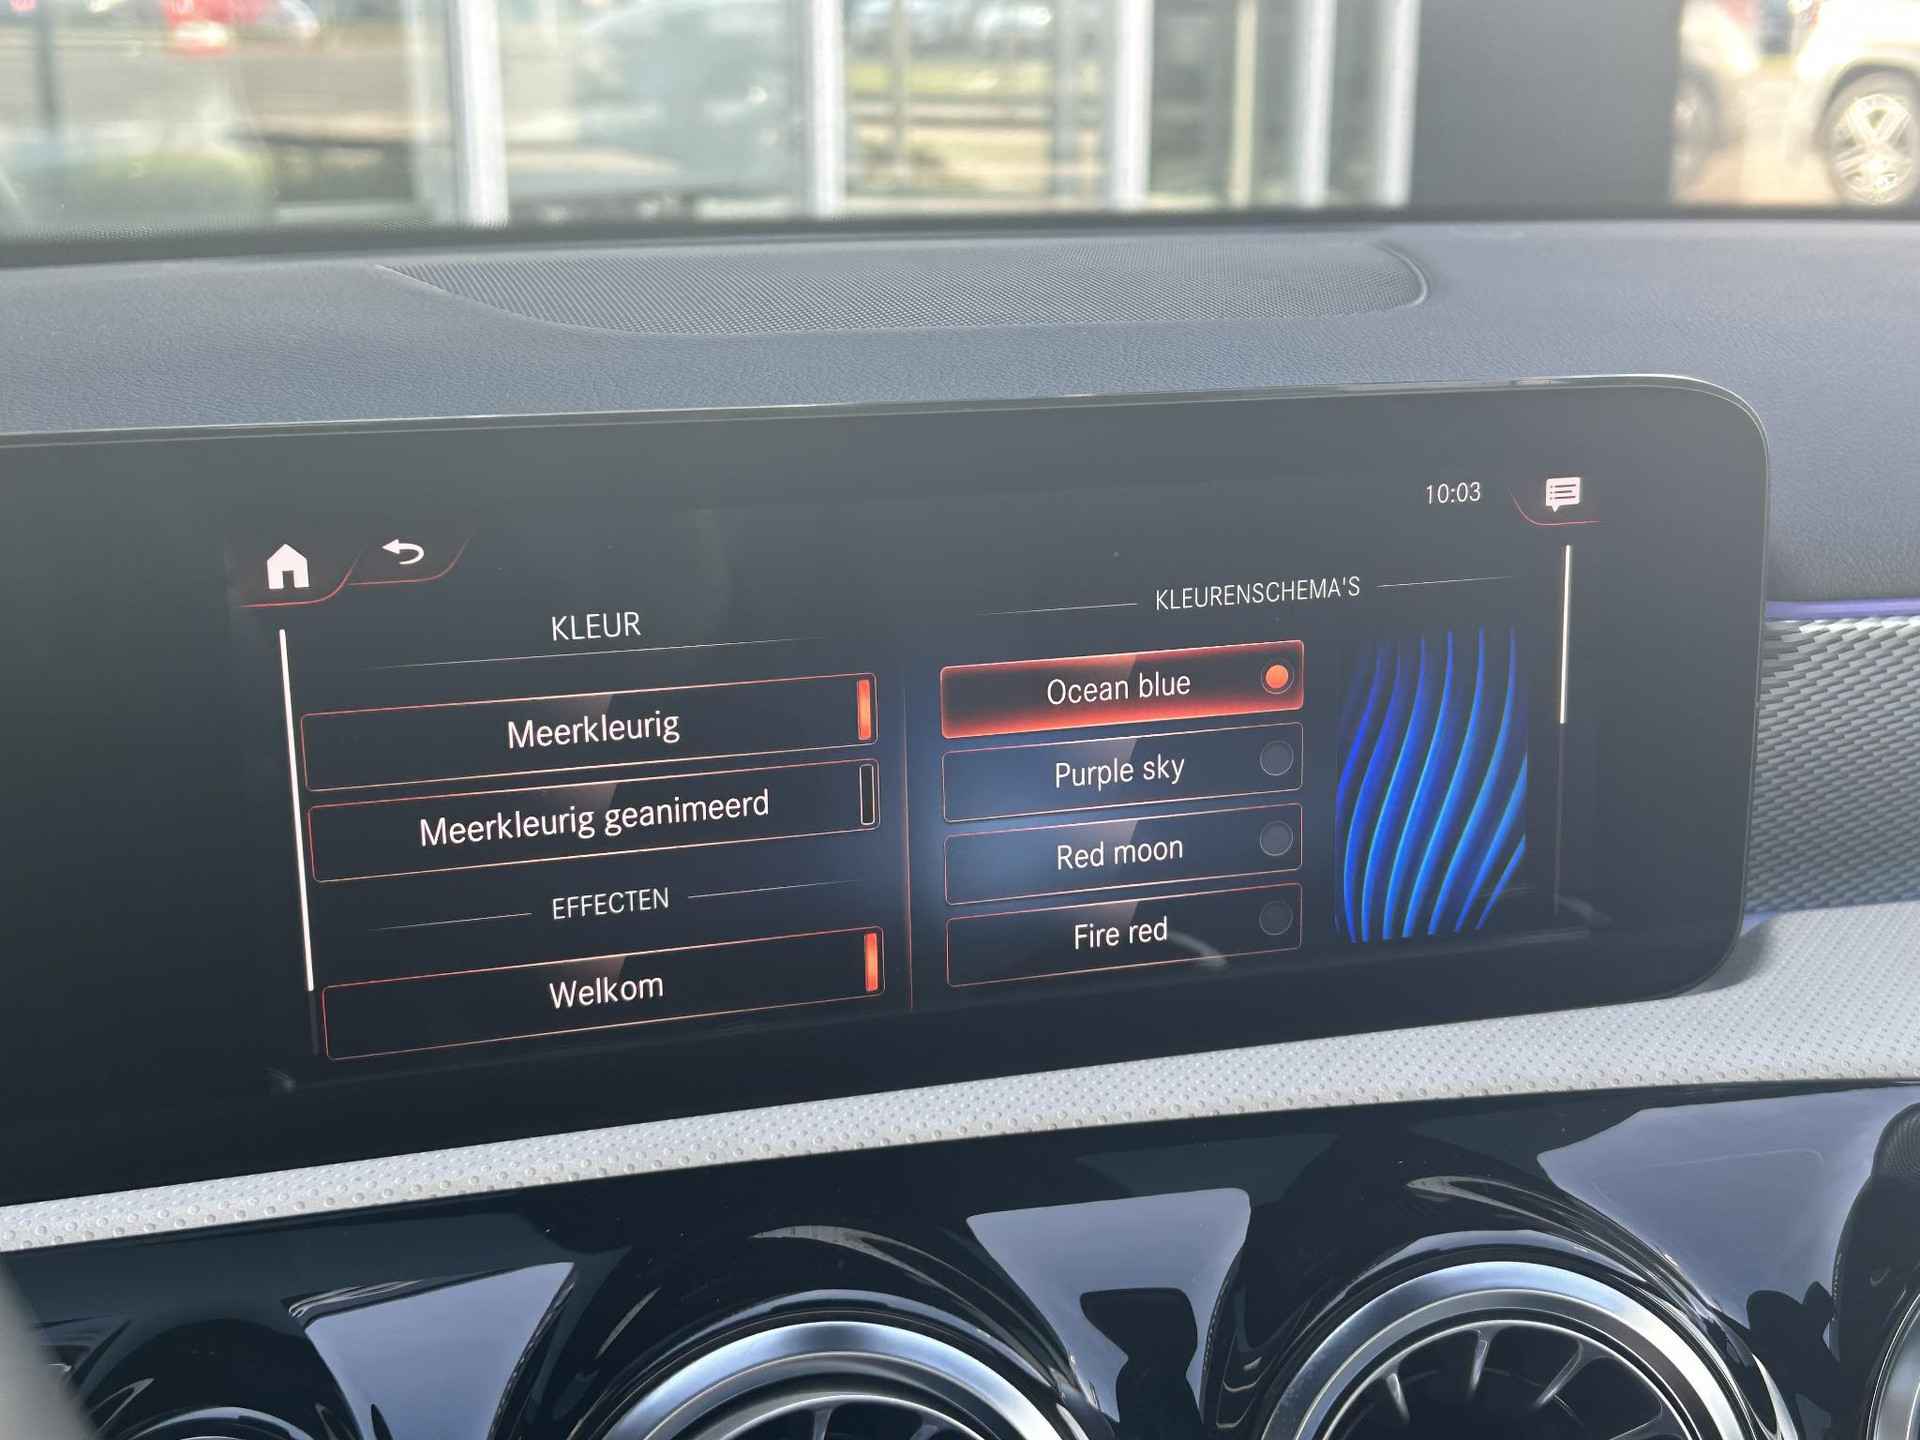 10:03
KLEUR
Meerkleurig
Meerkleurig geanimeerd
EFFECTEN
Welkom
KLEURENSCHEMA'S
Ocean blue
Purple sky
Red moon
Fire red